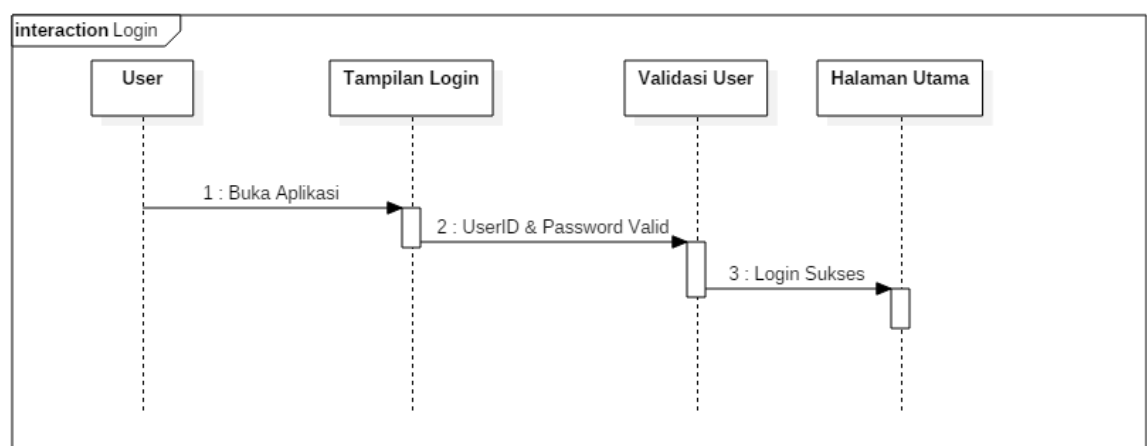 interaction Login
User
Tampilan Login
Validasi User
Halaman Utama
1 : Buka Aplikasi
2 : UserID & Password Valid
3 : Login Sukses